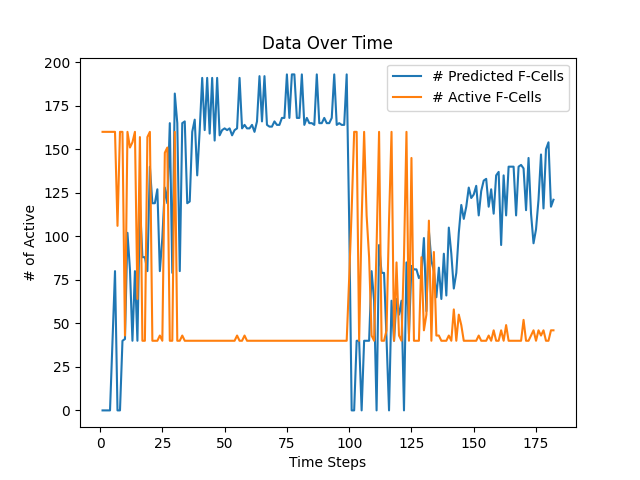 Data Over Time
# Predicted F-Cells
# Active F-Cells
# of Active
200
175
150
125
100
75
50
25
0
0 25 50 75 100 125 150 175
Time Steps